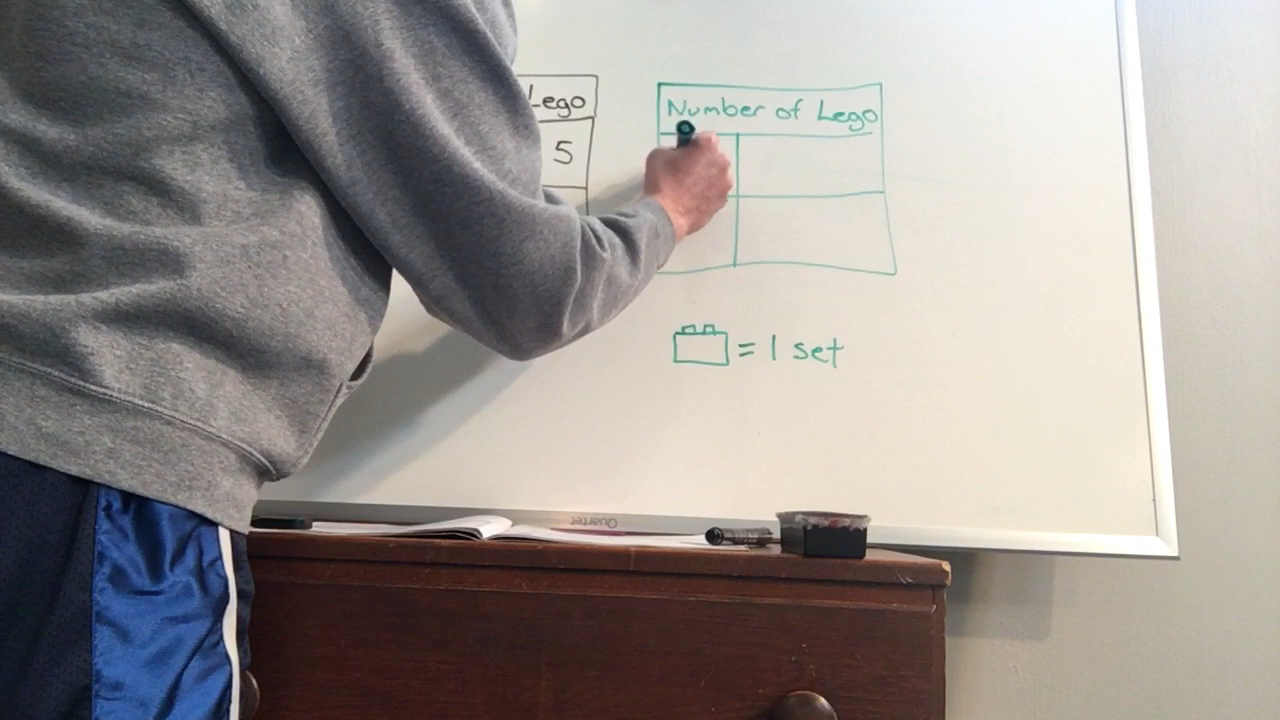 Lego
5
Number of Lego
= 1 set
Quartet